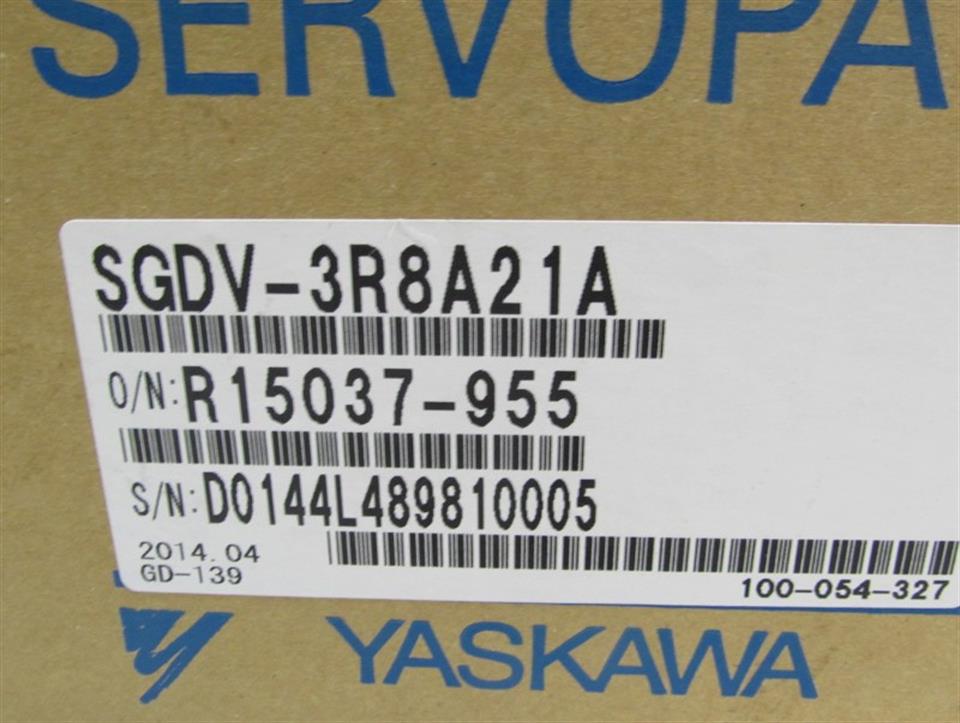 SERVOPA
SGDV-3R8A21A
O/N: R15037-955
S/N: D0144L489810005
2014.04
GD-139
100-054-327
YASKAWA